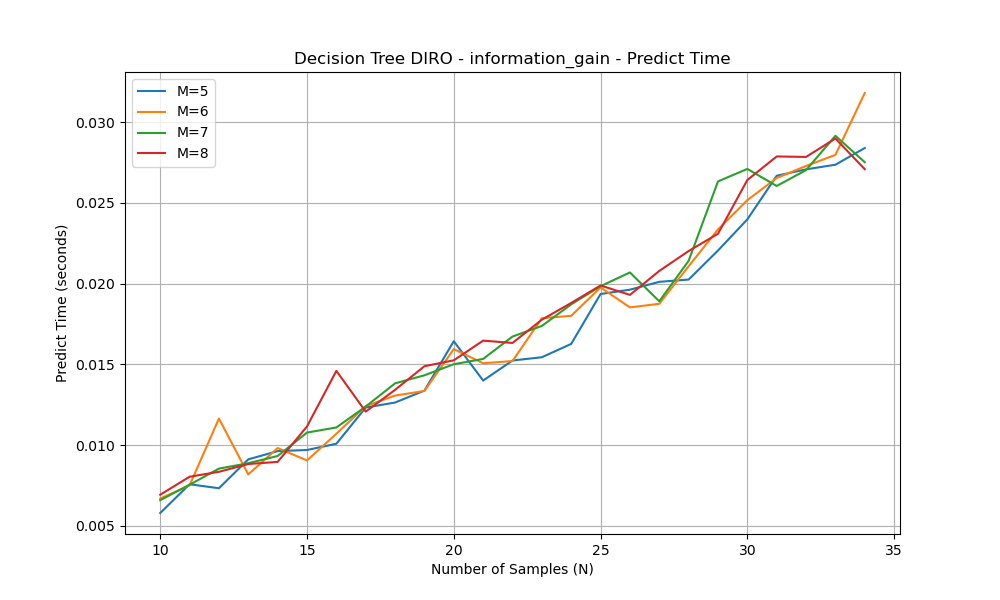 Decision Tree DIRO - information_gain - Predict Time
M=5
M=6
M=7
M=8
Predict Time (seconds)
0.030
0.025
0.020
0.015
0.010
0.005
10 15 20 25 30 35
Number of Samples (N)